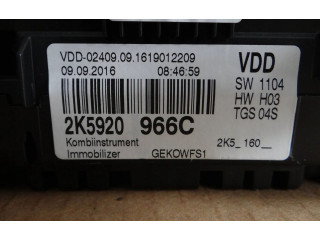 VDD-02409.09.1619012209
09.09.2016 08:46:59
VDD
SW 1104
HW H03
TGS 04S
2K5920 966C
Kombiinstrument 2K5_160__
Immobilizer GEKOWFS1